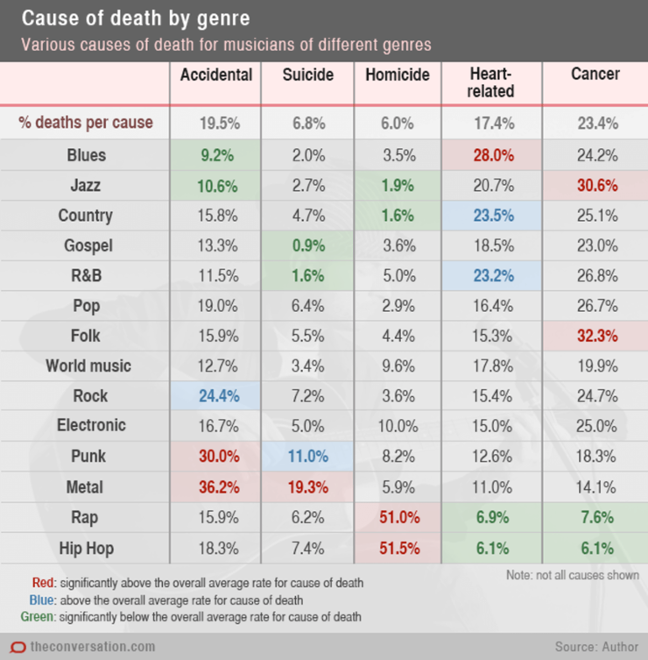 Cause of death by genre
Various causes of death for musicians of different genres
Accidental Suicide Homicide Heart-related Cancer
% deaths per cause 19.5% 6.8% 6.0% 17.4% 23.4%
Blues 9.2% 2.0% 3.5% 28.0% 24.2%
Jazz 10.6% 2.7% 1.9% 20.7% 30.6%
Country 15.8% 4.7% 1.6% 23.5% 25.1%
Gospel 13.3% 0.9% 3.6% 18.5% 23.0%
R&B 11.5% 1.6% 5.0% 23.2% 26.8%
Pop 19.0% 6.4% 2.9% 16.4% 26.7%
Folk 15.9% 5.5% 4.4% 15.3% 32.3%
World music 12.7% 3.4% 9.6% 17.8% 19.9%
Rock 24.4% 7.2% 3.6% 15.4% 24.7%
Electronic 16.7% 5.0% 10.0% 15.0% 25.0%
Punk 30.0% 11.0% 8.2% 12.6% 18.3%
Metal 36.2% 19.3% 5.9% 11.0% 14.1%
Rap 15.9% 6.2% 51.0% 6.9% 7.6%
Hip Hop 18.3% 7.4% 51.5% 6.1% 6.1%
Note: not all causes shown
Red: significantly above the overall average rate for cause of death
Blue: above the overall average rate for cause of death
Green: significantly below the overall average rate for cause of death
theconversation.com Source: Author